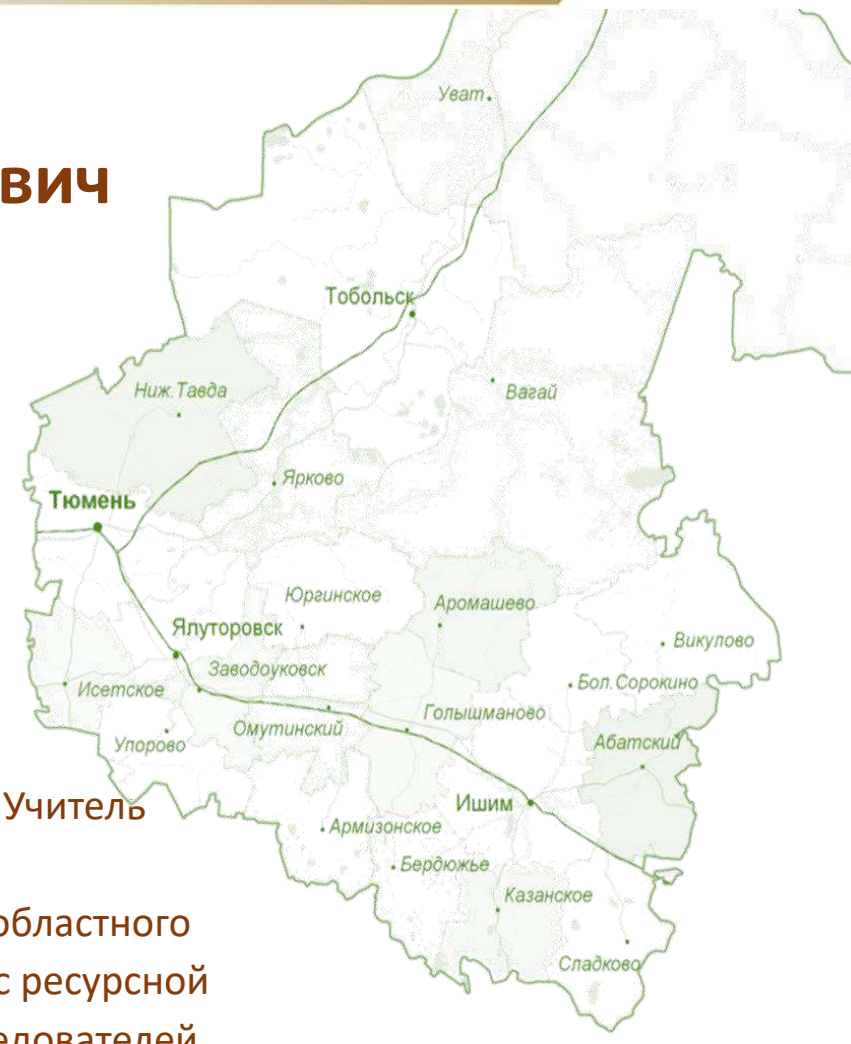 Уват
вич
Тобольск
Ниж.Тавда
Вагай
Ярково
Тюмень
Юргинское
Аромашево
Ялуторовск
Викулово
Заводоуковск
Бол.Сорокино
Исетское
Голышманово
Омутинский
Упорово
Абатский
Ишим
Учитель
Армизонское
Бердюжье
Казанское
областного
Сладково
с ресурсной
едователей